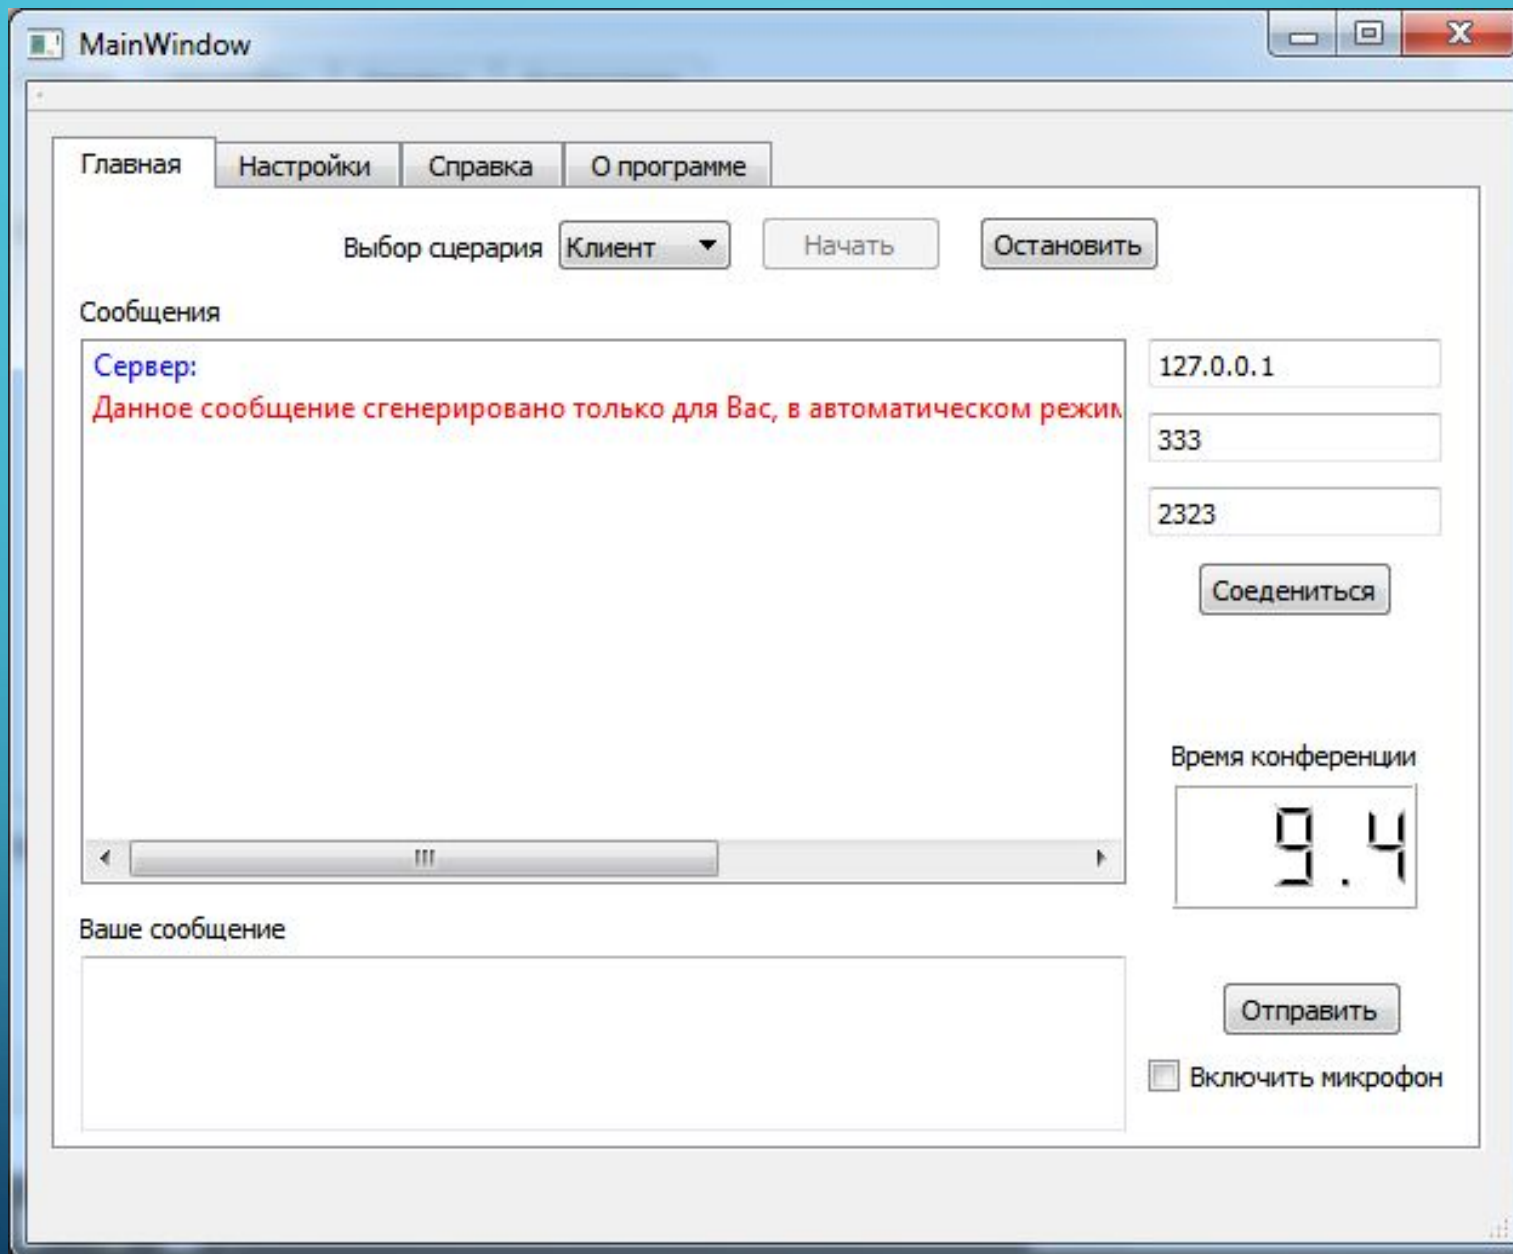 MainWindow
Главная Настройки Справка О программе
Выбор сцерария Клиент Начать Остановить
Сообщения
Сервер:
Данное сообщение сгенерировано только для Вас, в автоматическом режим
127.0.0.1
333
2323
Соедениться
Время конференции
9.4
Ваше сообщение
Отправить
Включить микрофон